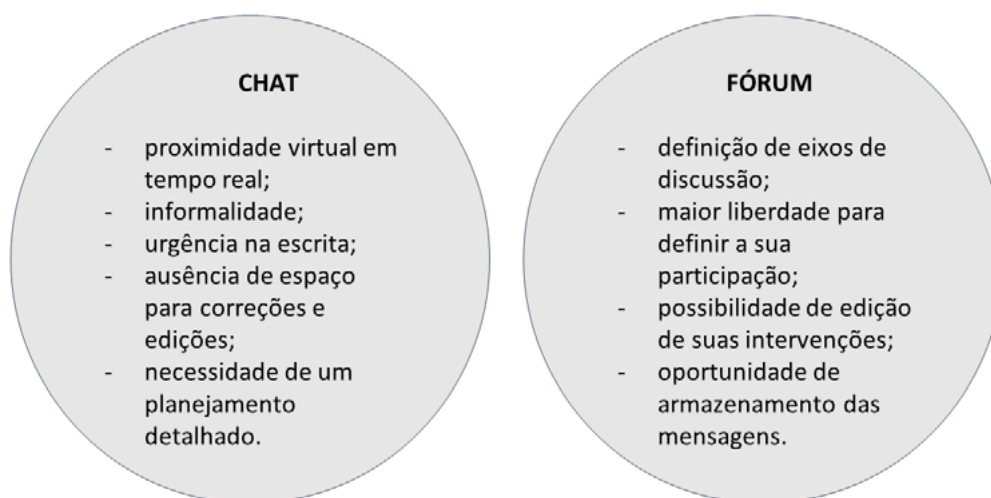 CHAT
- proximidade virtual em
tempo real;
- informalidade;
- urgência na escrita;
- ausência de espaço
para correções e
edições;
- necessidade de um
planejamento
detalhado.
FÓRUM
- definição de eixos de
discussão;
- maior liberdade para
definir a sua
participação;
- possibilidade de edição
de suas intervenções;
- oportunidade de
armazenamento das
mensagens.